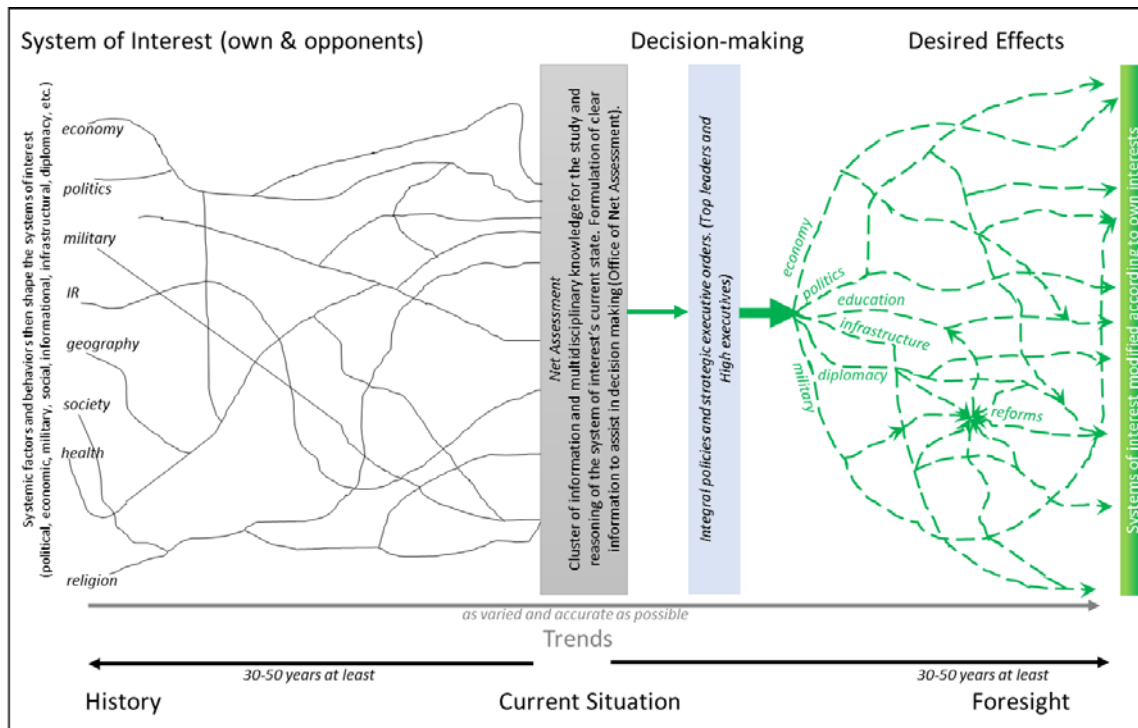 System of Interest (own & opponents)
Decision-making
Desired Effects
Systemic factors and behaviors then shape the systems of interest
(political, economic, military, social, informational, infrastructural, diplomacy, etc.)
economy
politics
military
IR
geography
society
health
religion
Net Assessment
Cluster of information and multidisciplinary knowledge for the study and
reasoning of the system of interest's current state. Formulation of clear
information to assist in decision making (Office of Net Assessment).
Integral policies and strategic executive orders. (Top leaders and
High executives)
economy
politics
education
infrastructure
diplomacy
military
reforms
Systems of interest modified according to own interests
as varied and accurate as possible
Trends
30-50 years at least
30-50 years at least
History
Current Situation
Foresight